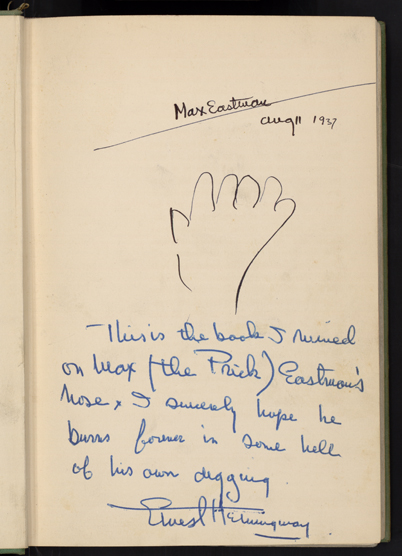 Max Eastman
Aug 11 1937
This is the book I ruined
on Max (the Prick) Eastman's
nose, I sincerely hope he
burns forever in some hell
of his own digging
Ernest Hemingway